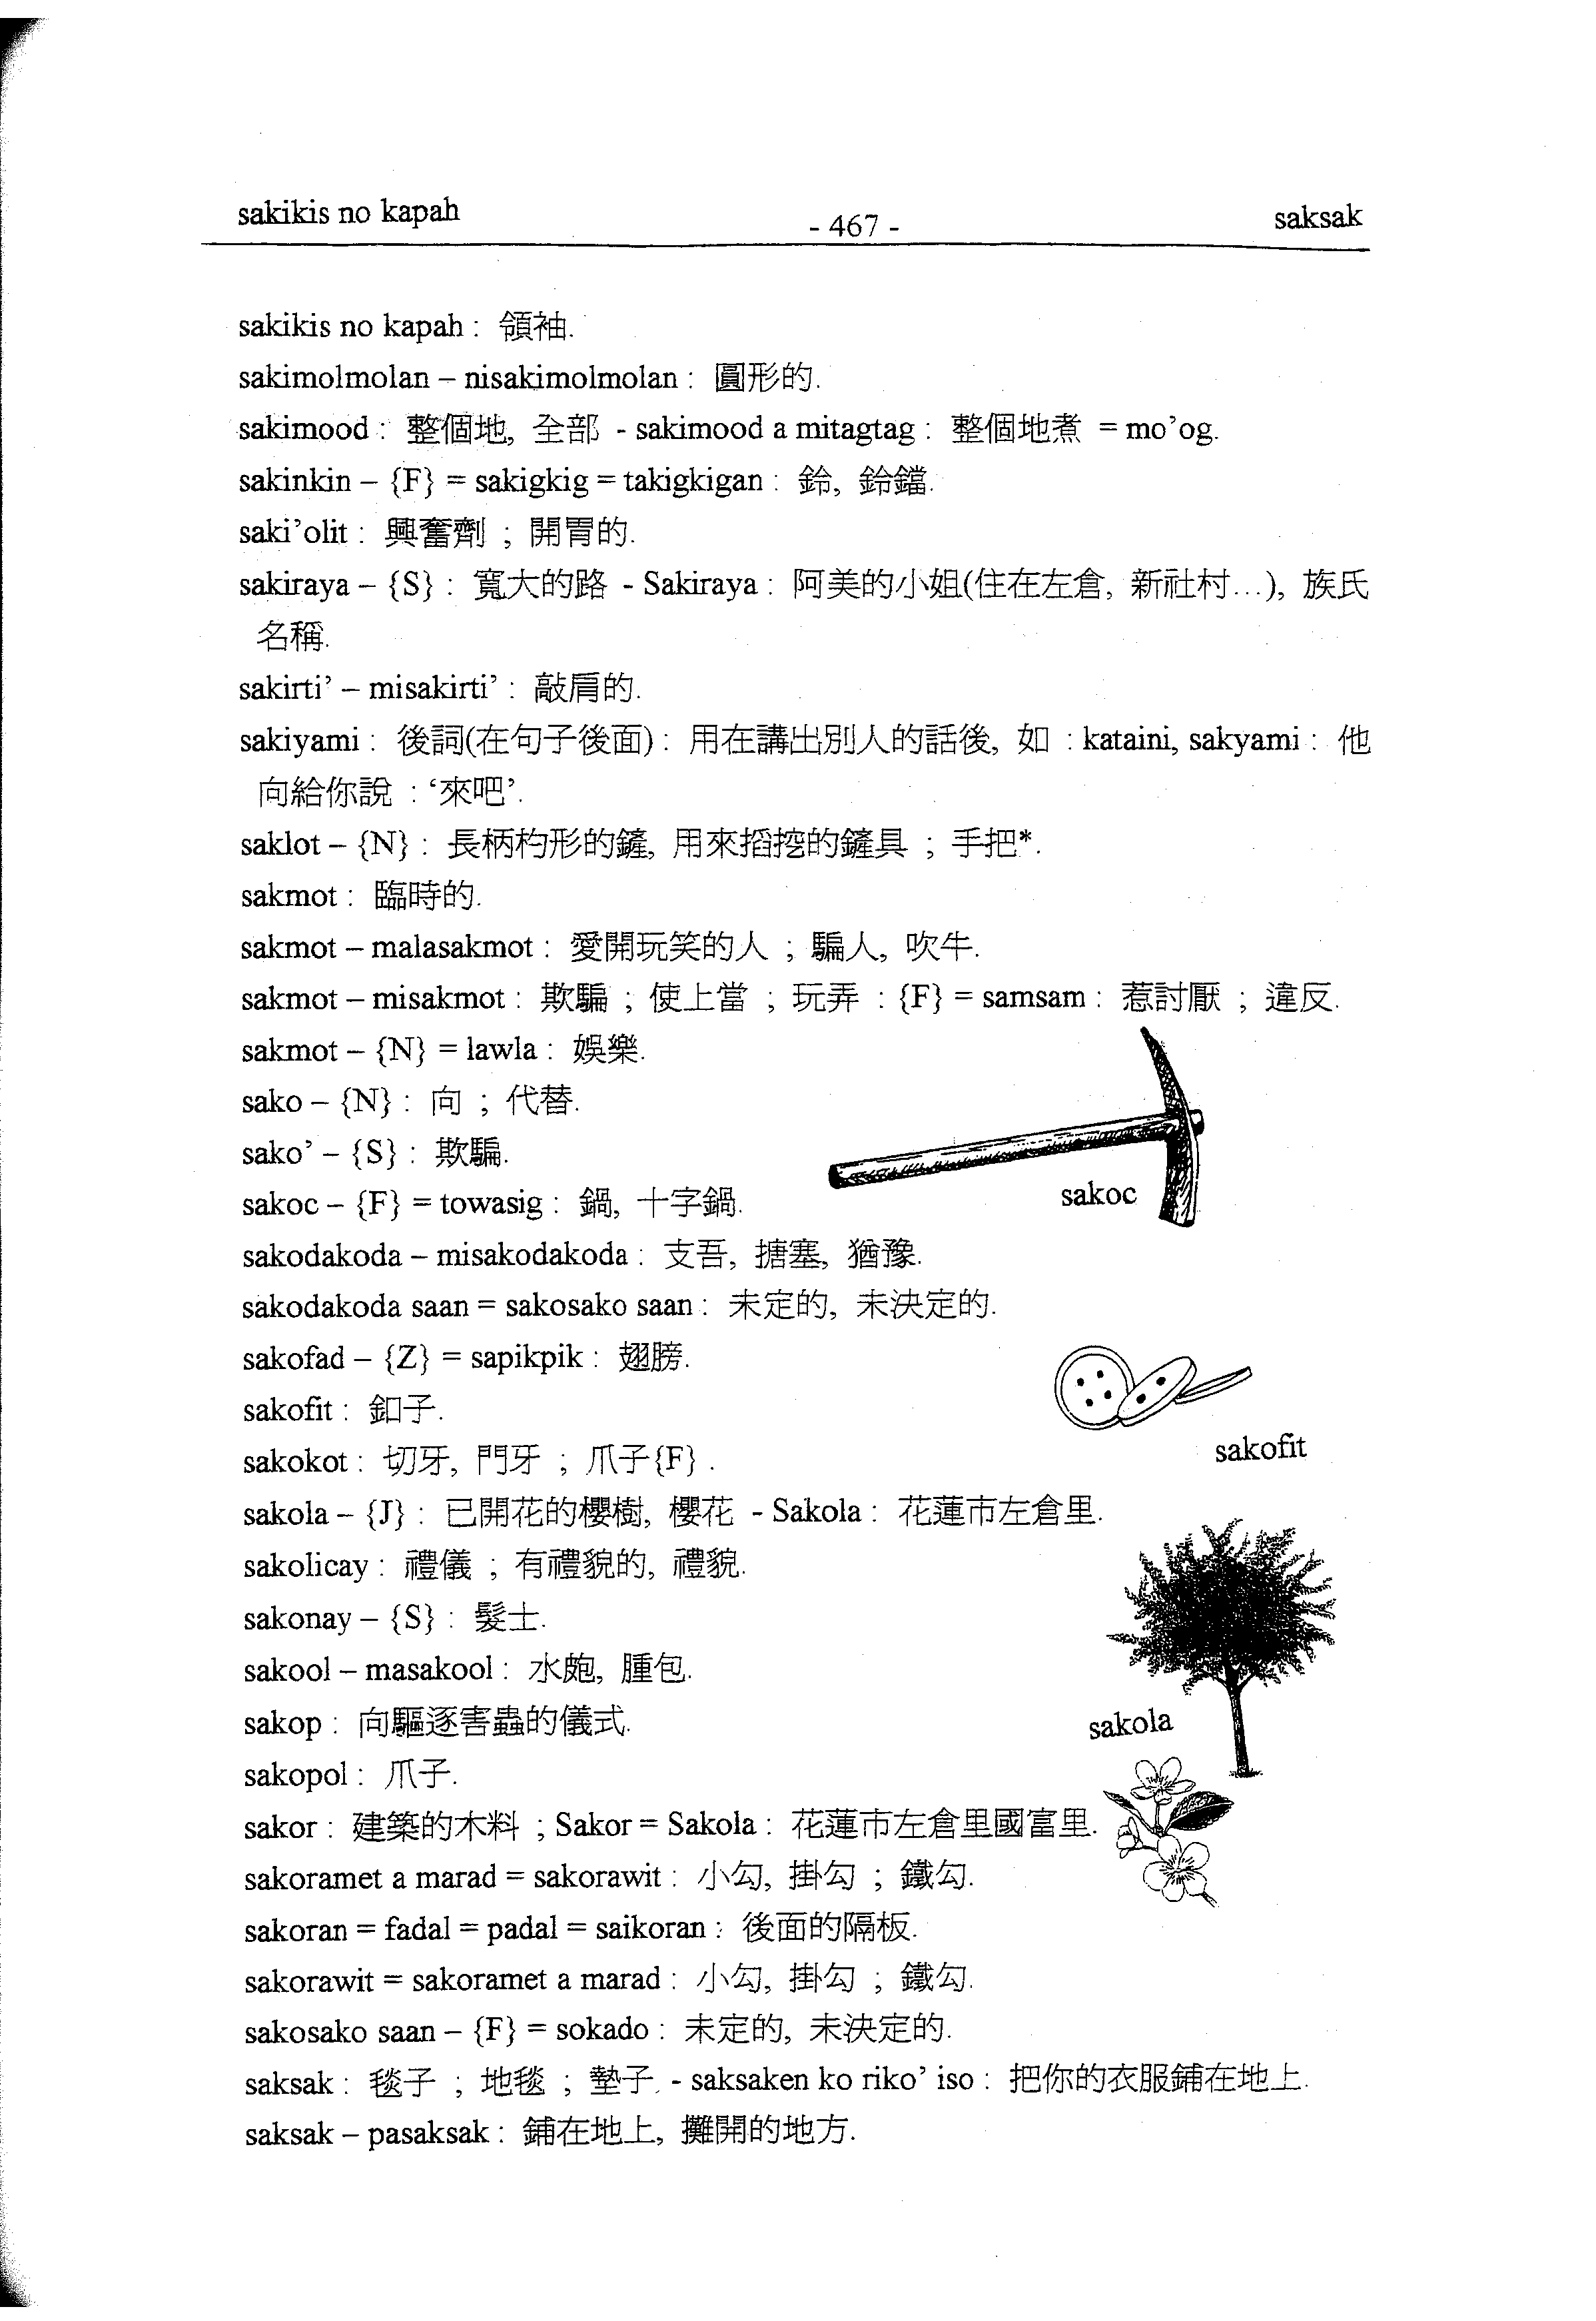 sakikis no kapah - 467 - saksak
sakikis no kapah : 領袖.
sakimolmolan – nisakimolmolan : 圓形的.
sakimood : 整個地, 全部 - sakimood a mitagtag : 整個地煮 = mo’og.
sakinkin – {F} = sakigkig = takigkigan : 鈴, 鈴鐺.
saki’olit : 興奮劑 ; 開胃的.
sakiraya – {S} : 寬大的路 - Sakiraya : 阿美的小姐(住在左倉, 新社村…), 族氏
名稱.
sakirti’ – misakirti’ : 敲肩的.
sakiyami : 後詞(在句子後面) : 用在講出別人的話後, 如 : kataini, sakyami : 他
向給你說 : ‘來吧’.
saklot – {N} : 長柄杓形的鏟, 用來搯挖的鏟具 ; 手把*.
sakmot : 臨時的.
sakmot – malasakmot : 愛開玩笑的人 ; 騙人, 吹牛.
sakmot – misakmot : 欺騙 ; 使上當 ; 玩弄 : {F} = samsam : 惹討厭 ; 違反.
sakmot – {N} = lawla : 娛樂.
sako – {N} : 向 ; 代替.
sako’ – {S} : 欺騙.
sakoc – {F} = towasig : 鍋, 十字鍋.
sakoc
sakodakoda – misakodakoda : 支吾, 搪塞, 猶豫.
sakodakoda saan = sakosako saan : 未定的, 未決定的.
sakofad – {Z} = sapikpik : 翅膀.
sakofit : 釦子.
sakofit
sakokot : 切牙, 門牙 ; 爪子{F} .
sakola – {J} : 已開花的櫻樹, 櫻花 - Sakola : 花蓮市左倉里.
sakolicay : 禮儀 ; 有禮貌的, 禮貌.
sakonay – {S} : 髮士.
sakool – masakool : 水皰, 腫包.
sakop : 向驅逐害蟲的儀式.
sakola
sakopol : 爪子.
sakor : 建築的木料 ; Sakor = Sakola : 花蓮市左倉里國富里.
sakoramet a marad = sakorawit : 小勾, 掛勾 ; 鐵勾.
sakoran = fadal = padal = saikoran : 後面的隔板.
sakorawit = sakoramet a marad : 小勾, 掛勾 ; 鐵勾.
sakosako saan – {F} = sokado : 未定的, 未決定的.
saksak : 毯子 ; 地毯 ; 墊子. - saksaken ko riko’ iso : 把你的衣服鋪在地上.
saksak – pasaksak : 鋪在地上, 攤開的地方.